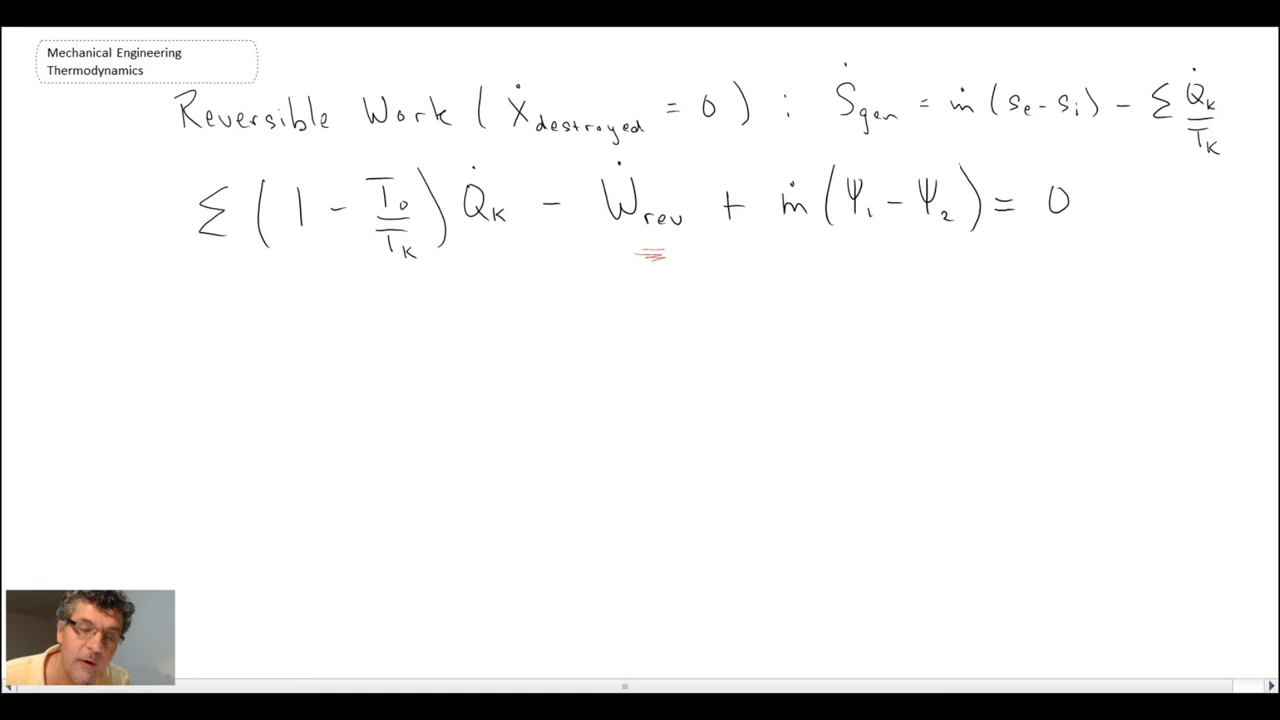 Mechanical Engineering
Thermodynamics
Reversible Work ( Ẋdestroyed = 0 ) : Ṡgen = ṁ (se - si) - Σ Q̇K/TK
Σ ( 1 - T0/TK ) Q̇K - Ẇrev + ṁ (Ψ1 - Ψ2) = 0